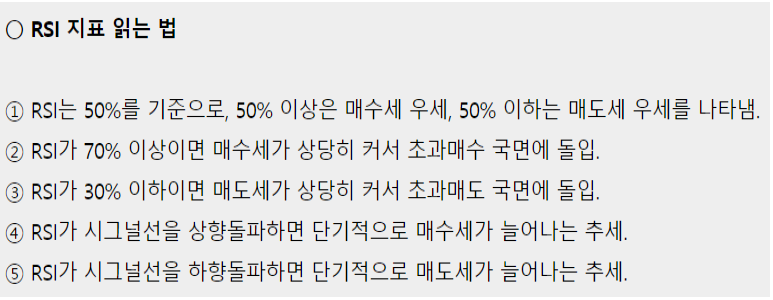 ○ RSI 지표 읽는 법
① RSI는 50%를 기준으로, 50% 이상은 매수세 우세, 50% 이하는 매도세 우세를 나타냄.
② RSI가 70% 이상이면 매수세가 상당히 커서 초과매수 국면에 돌입.
③ RSI가 30% 이하이면 매도세가 상당히 커서 초과매도 국면에 돌입.
④ RSI가 시그널선을 상향돌파하면 단기적으로 매수세가 늘어나는 추세.
⑤ RSI가 시그널선을 하향돌파하면 단기적으로 매도세가 늘어나는 추세.